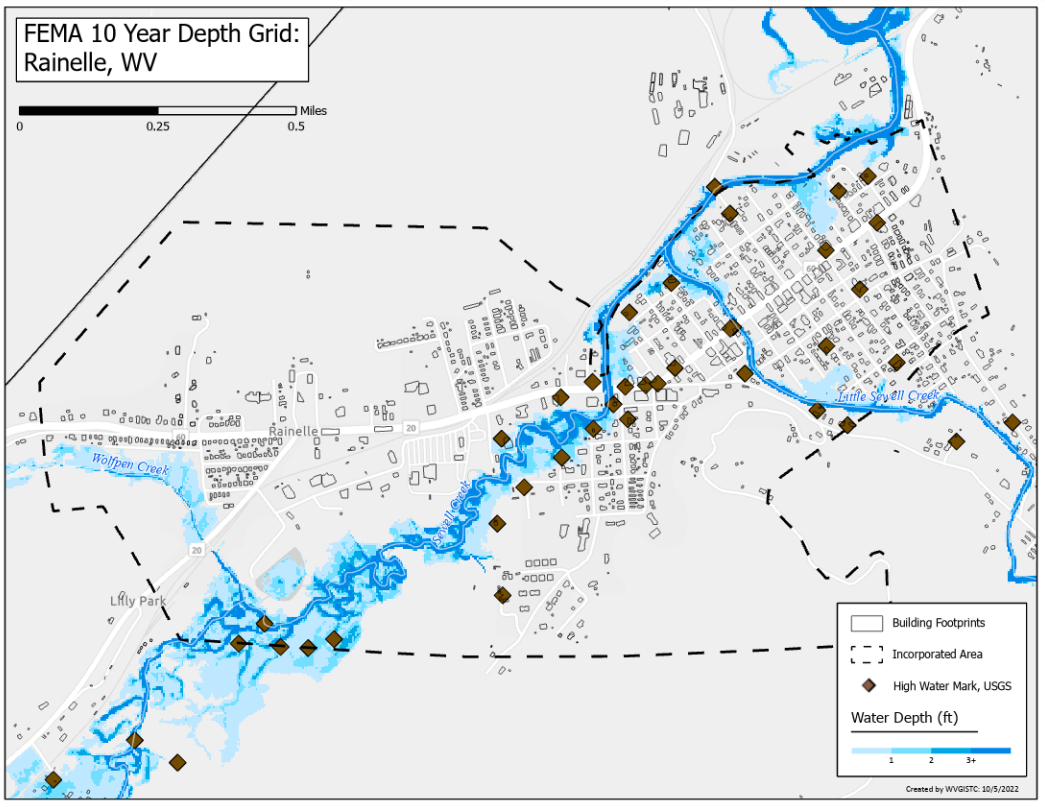 FEMA 10 Year Depth Grid:
Rainelle, WV
Miles
0 0.25 0.5
Little Sewell Creek
Rainelle
20
Wolfpen Creek
Sewell Creek
20
Lilly Park
Building Footprints
Incorporated Area
High Water Mark, USGS
Water Depth (ft)
1 2 3+
Created by WVGISTC: 10/5/2022